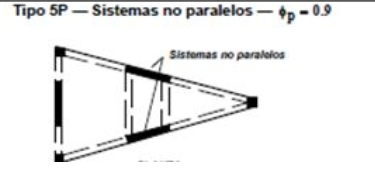 Tipo 5P — Sistemas no paralelos — ϕp = 0.9
Sistemas no paralelos